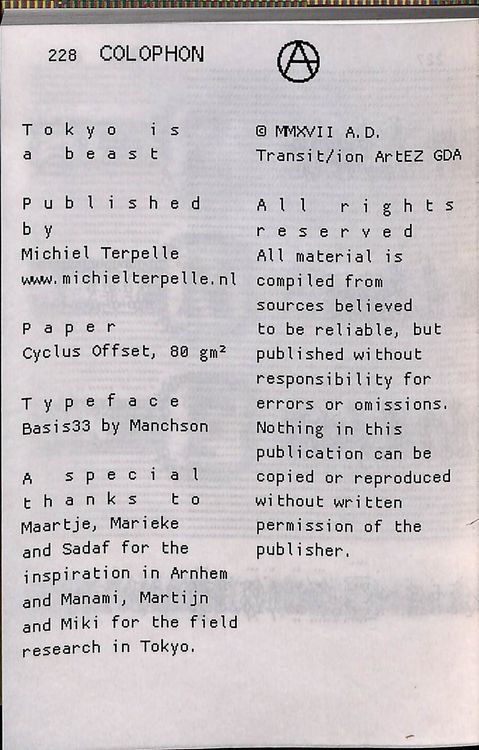 228 COLOPHON
Tokyo is
a beast
Published
by
Michiel Terpelle
www.michielterpelle.nl
Paper
Cyclus Offset, 80 gm²
Typeface
Basis33 by Manchson
A special
thanks to
Maartje, Marieke
and Sadaf for the
inspiration in Arnhem
and Manami, Martijn
and Miki for the field
research in Tokyo.
© MMXVII A.D.
Transit/ion ArtEZ GDA
All rights
reserved
All material is
compiled from
sources believed
to be reliable, but
published without
responsibility for
errors or omissions.
Nothing in this
publication can be
copied or reproduced
without written
permission of the
publisher.